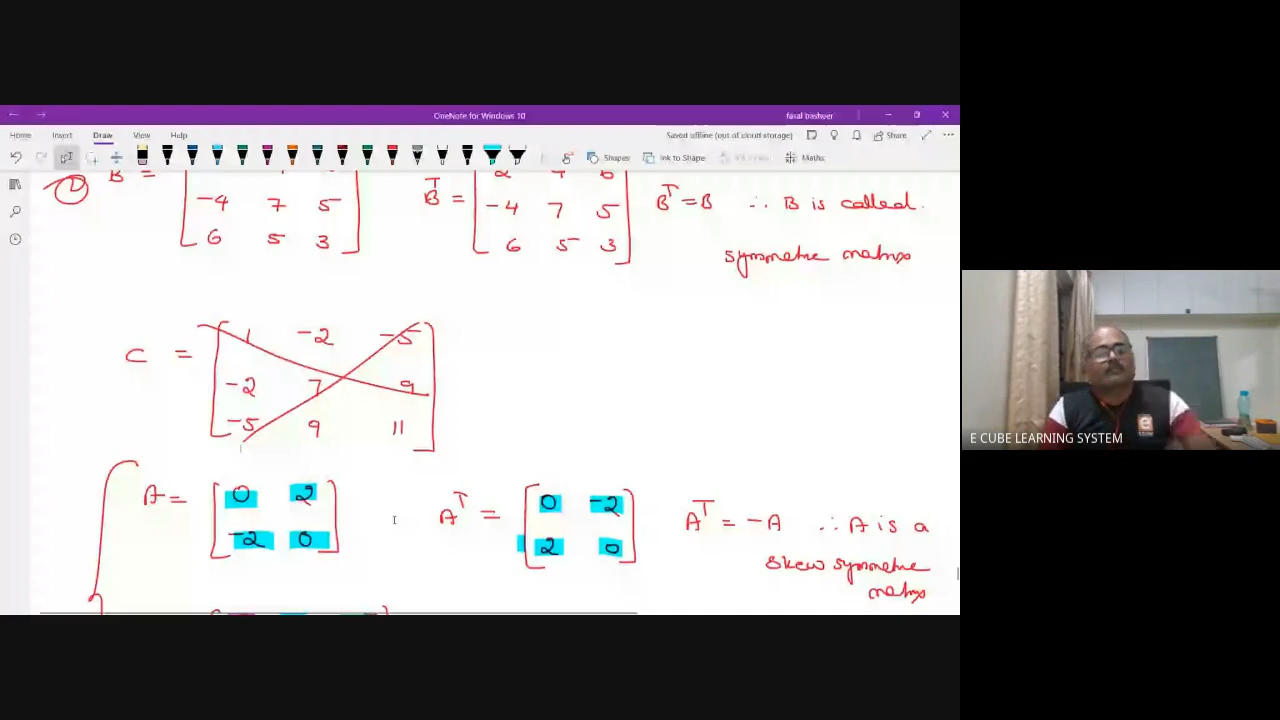 OneNote for Windows 10
faxal basheer
Home Insert Draw View Help
Saved offline (out of cloud storage)
Share
Shapes Ink to Shape Maths
B =
-4 7 5
6 5 3
B^T =
-4 7 5
6 5 3
B^T = B ∴ B is called
symmetric matrix
C =
1 -2 -5
-2 7 9
-5 9 11
A =
0 2
-2 0
A^T =
0 -2
2 0
A^T = -A ∴ A is a
skew symmetric
matrix
E CUBE LEARNING SYSTEM